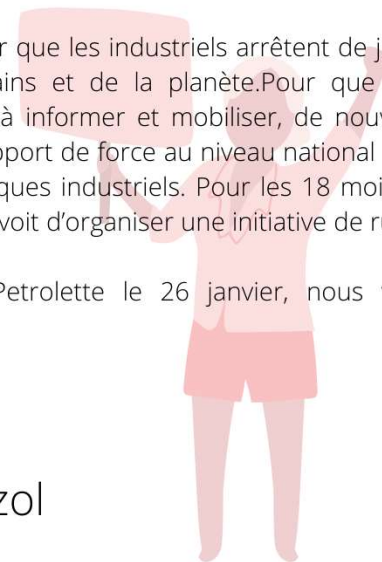 r que les industriels arrêtent de j
ains et de la planète.Pour que
à informer et mobiliser, de nouv
pport de force au niveau national
ques industriels. Pour les 18 moi
voit d’organiser une initiative de r
Petrolette le 26 janvier, nous
zol